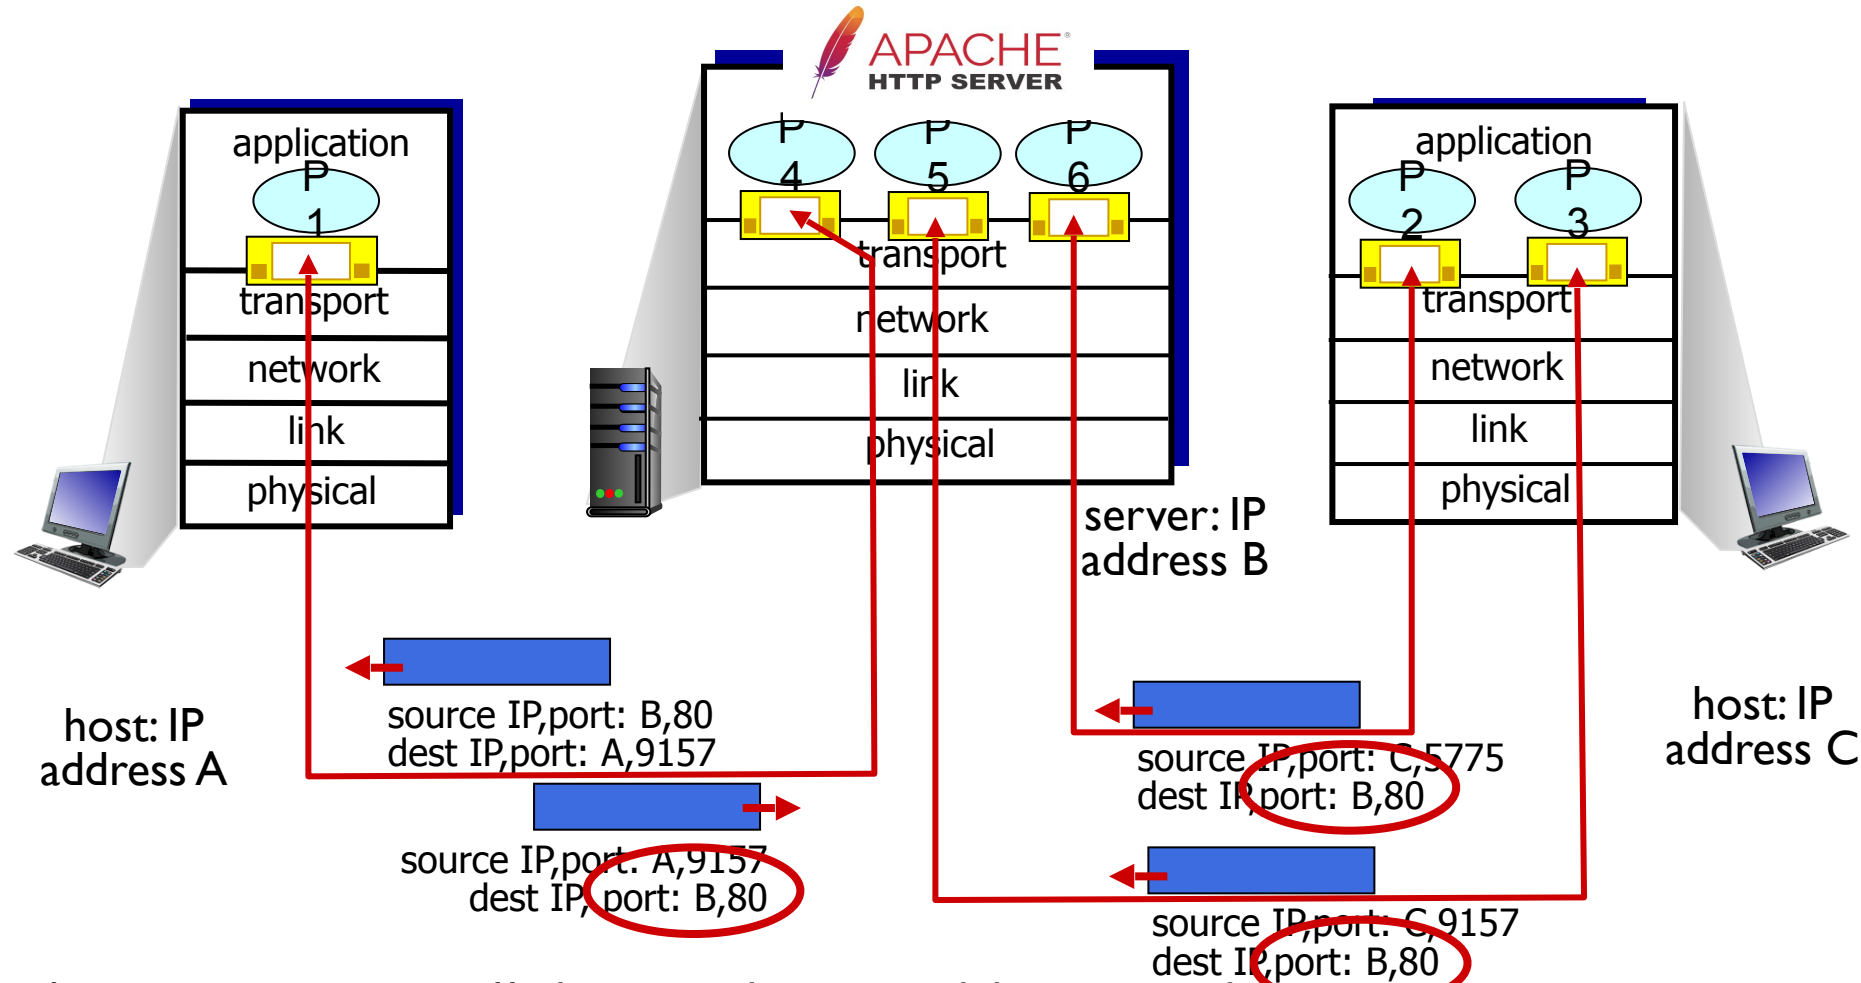 APACHE®
HTTP SERVER
application
P
1
transport
network
link
physical
P
4
P
5
P
6
transport
network
link
physical
application
P
2
P
3
transport
network
link
physical
server: IP
address B
host: IP
address A
host: IP
address C
source IP,port: B,80
dest IP,port: A,9157
source IP,port: A,9157
dest IP, port: B,80
source IP,port: C,5775
dest IP,port: B,80
source IP,port: C,9157
dest IP,port: B,80